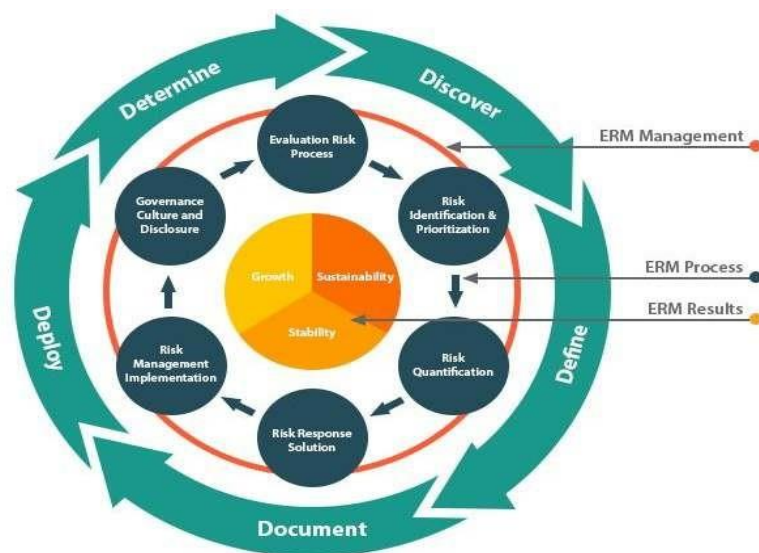 Determine
Discover
Define
Document
Deploy
Evaluation Risk
Process
Risk
Identification &
Prioritization
Risk
Quantification
Risk Response
Solution
Risk
Management
Implementation
Governance
Culture and
Disclosure
Growth
Sustainability
Stability
ERM Management
ERM Process
ERM Results